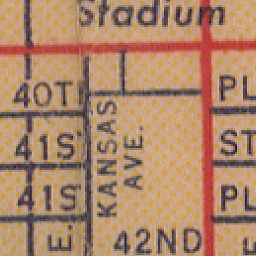 Stadium
40T
PL
41S
ST
KANSAS
AVE.
41S
PL
E.
42ND